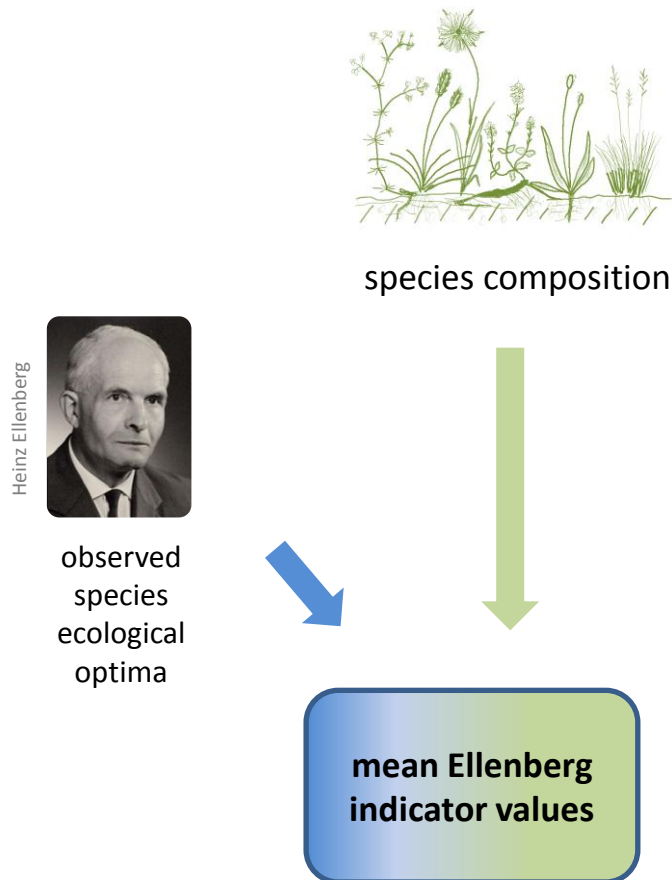 species composition
Heinz Ellenberg
observed
species
ecological
optima
mean Ellenberg
indicator values